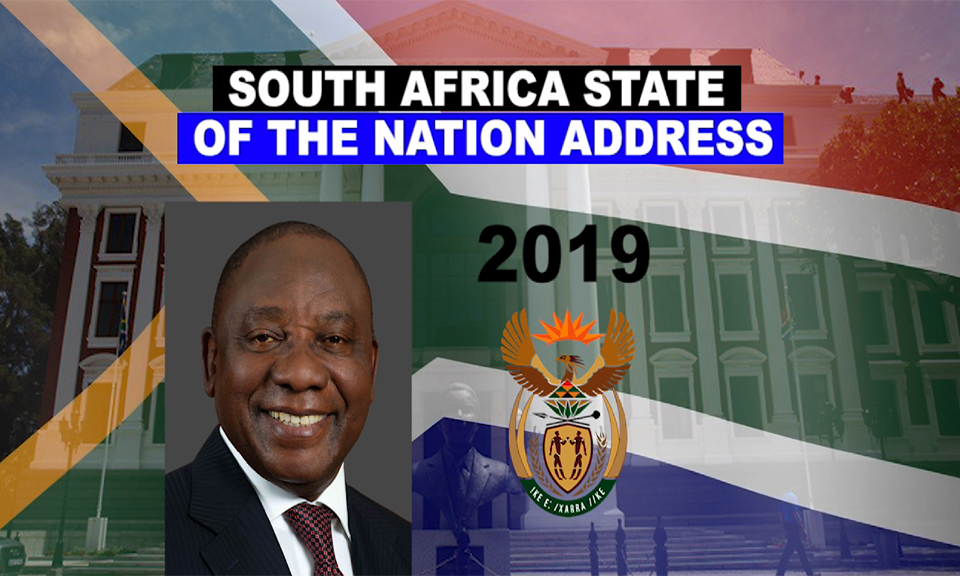 SOUTH AFRICA STATE
OF THE NATION ADDRESS
2019
!KE E: /XARRA //KE